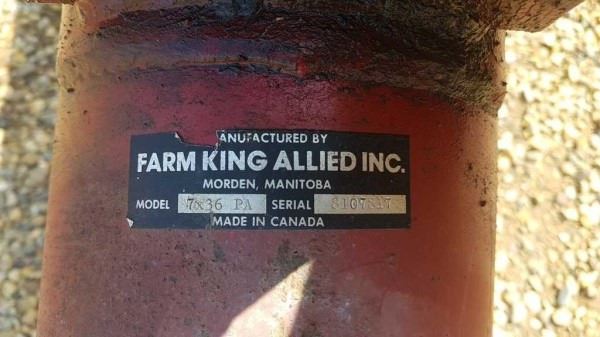 ANUFACTURED BY
FARM KING ALLIED INC.
MORDEN, MANITOBA
MODEL 7X36 PA SERIAL
MADE IN CANADA